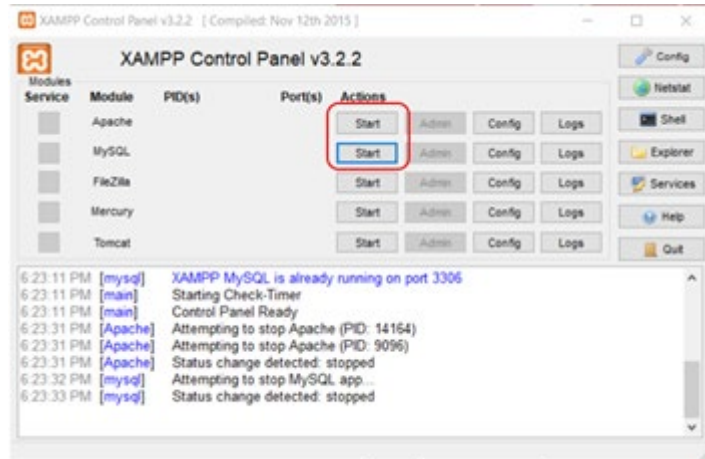 XAMPP Control Panel v3.2.2 [ Compiled: Nov 12th 2015 ]
XAMPP Control Panel v3.2.2
Config
Modules
Service Module PID(s) Port(s) Actions
Netstat
Apache Start Admin Config Logs
Shell
MySQL Start Admin Config Logs
Explorer
FileZilla Start Admin Config Logs
Services
Mercury Start Admin Config Logs
Help
Tomcat Start Admin Config Logs
Quit
6:23:11 PM [mysql] XAMPP MySQL is already running on port 3306
6:23:11 PM [main] Starting Check-Timer
6:23:11 PM [main] Control Panel Ready
6:23:31 PM [Apache] Attempting to stop Apache (PID: 14164)
6:23:31 PM [Apache] Attempting to stop Apache (PID: 9096)
6:23:31 PM [Apache] Status change detected: stopped
6:23:32 PM [mysql] Attempting to stop MySQL app...
6:23:33 PM [mysql] Status change detected: stopped